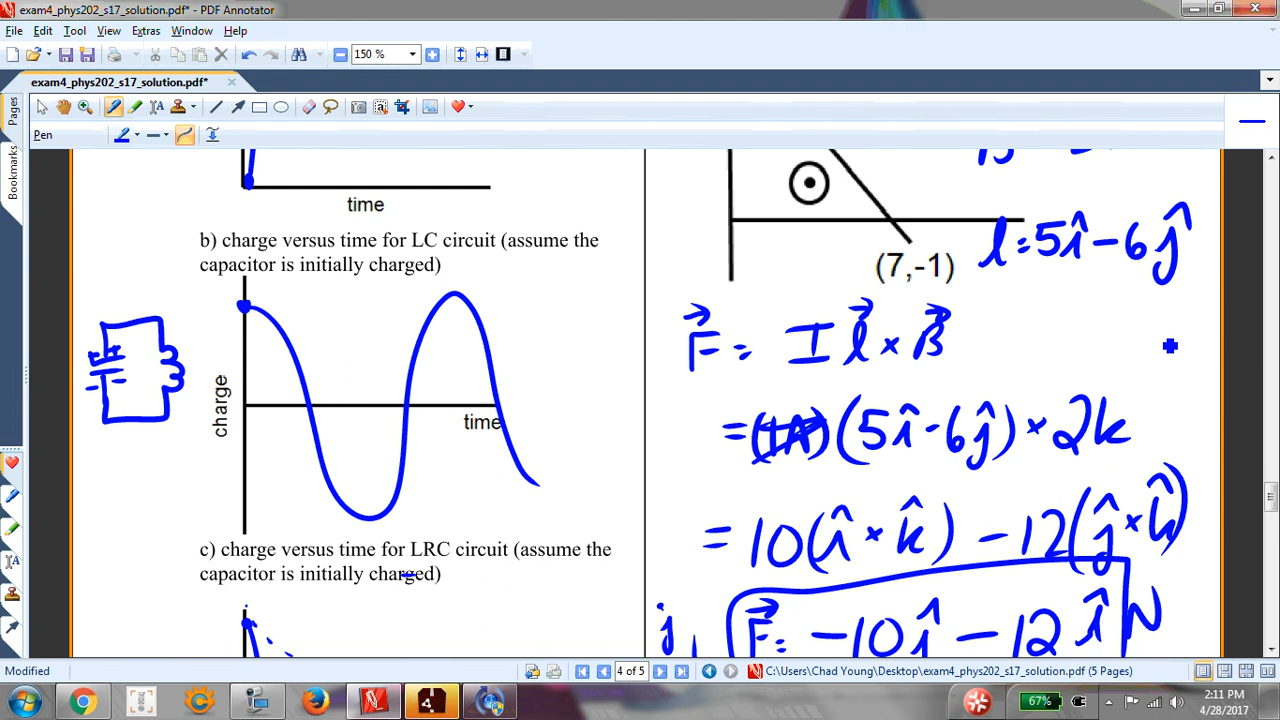 exam4_phys202_s17_solution.pdf* - PDF Annotator
File Edit Tool View Extras Window Help
150 %
exam4_phys202_s17_solution.pdf*
Pen
Pages
Bookmarks
time
b) charge versus time for LC circuit (assume the
capacitor is initially charged)
charge
time
c) charge versus time for LRC circuit (assume the
capacitor is initially charged)
(7,-1)
l = 5î - 6ĵ
F⃗ = I l⃗ × B⃗
= (1A) (5î - 6ĵ) × 2k
= 10(î × k̂) - 12(ĵ × k̂)
F⃗ = -10ĵ - 12î N
Modified
4 of 5
C:\Users\Chad Young\Desktop\exam4_phys202_s17_solution.pdf (5 Pages)
67%
2:11 PM
4/28/2017